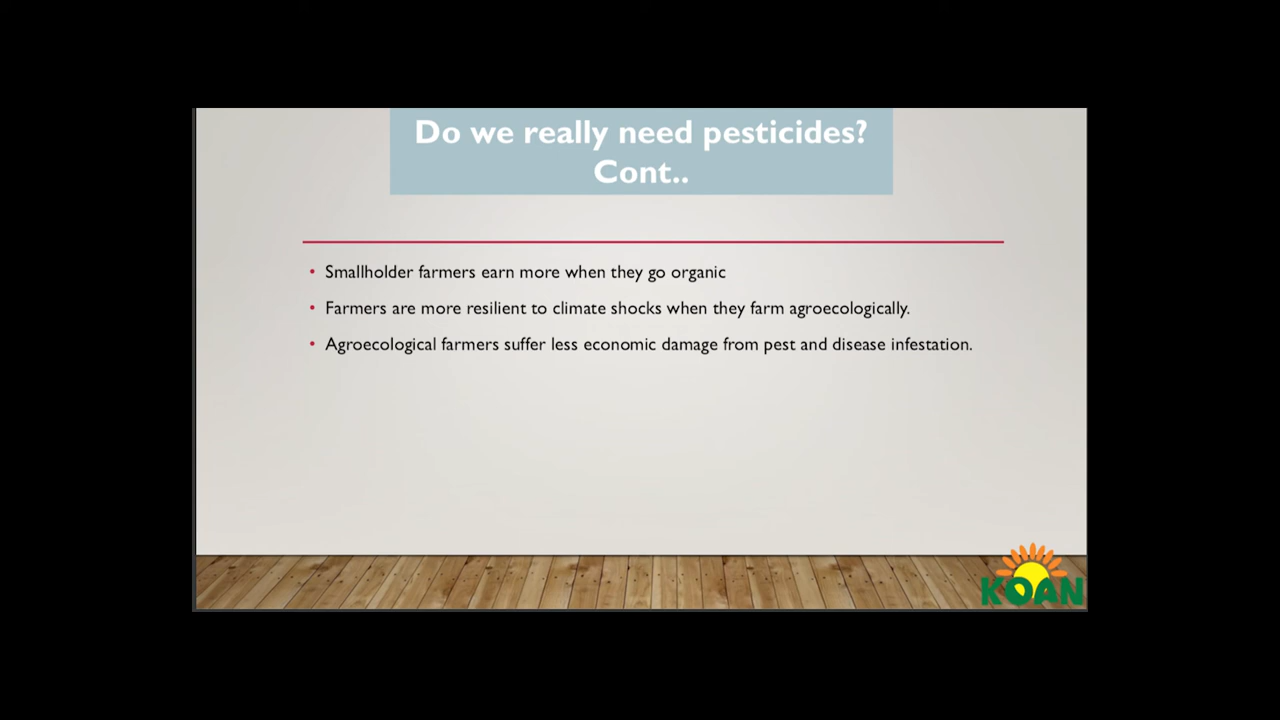 Do we really need pesticides?
Cont..
• Smallholder farmers earn more when they go organic
• Farmers are more resilient to climate shocks when they farm agroecologically.
• Agroecological farmers suffer less economic damage from pest and disease infestation.
KOAN